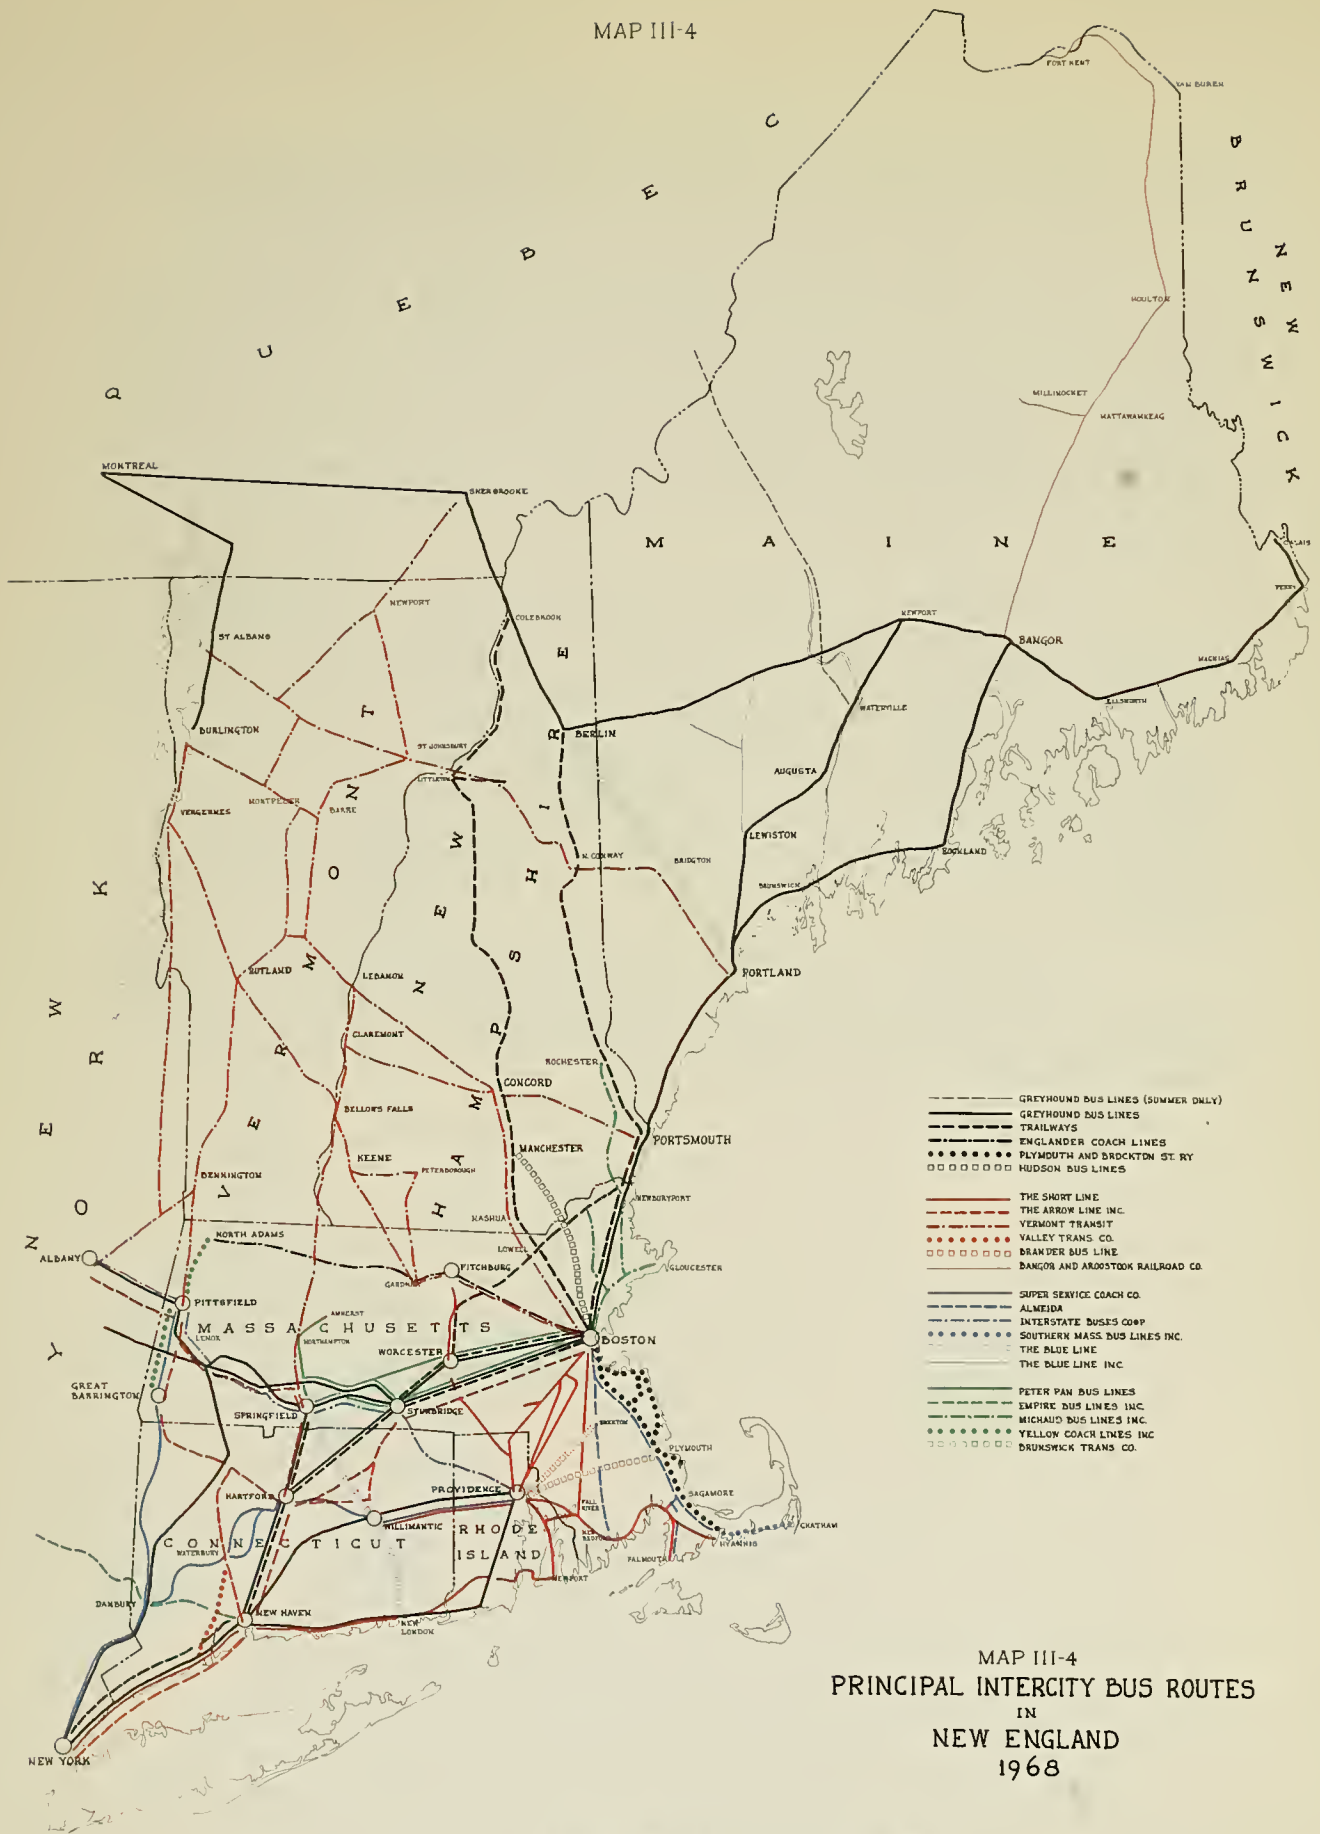 MAP III-4
QUEBEC
NEW BRUNSWICK
FORT KENT
VAN BUREN
HOULTON
MILLINOCKET
MATTAWAMKEAG
MONTREAL
SHERBROOKE
MAINE
CALAIS
PERRY
NEWPORT
COLEBROOK
ST ALBANS
NEWPORT
BANGOR
MACHIAS
ELLSWORTH
BURLINGTON
ST JOHNSBURY
LITTLETON
BERLIN
WATERVILLE
AUGUSTA
MONTPELIER
BARRE
VERGENNES
LEWISTON
N. CONWAY
BRIDGTON
ROCKLAND
BRUNSWICK
VERMONT
NEW HAMPSHIRE
NEW YORK
RUTLAND
LEBANON
PORTLAND
CLAREMONT
ROCHESTER
CONCORD
BELLOWS FALLS
PORTSMOUTH
MANCHESTER
KEENE
PETERBOROUGH
BENNINGTON
NEWBURYPORT
NASHUA
NORTH ADAMS
LOWELL
ALBANY
FITCHBURG
GLOUCESTER
GARDNER
PITTSFIELD
AMHERST
MASSACHUSETTS
LENOX
NORTHAMPTON
BOSTON
WORCESTER
GREAT
BARRINGTON
SPRINGFIELD
STURBRIDGE
BROCKTON
PLYMOUTH
HARTFORD
PROVIDENCE
SAGAMORE
FALL
RIVER
WILLIMANTIC
RHODE
ISLAND
CHATHAM
CONNECTICUT
NEW
BEDFORD
HYANNIS
WATERBURY
FALMOUTH
NEWPORT
DANBURY
NEW HAVEN
NEW
LONDON
NEW YORK
GREYHOUND BUS LINES (SUMMER ONLY)
GREYHOUND BUS LINES
TRAILWAYS
ENGLANDER COACH LINES
PLYMOUTH AND BROCKTON ST. RY
HUDSON BUS LINES
THE SHORT LINE
THE ARROW LINE INC.
VERMONT TRANSIT
VALLEY TRANS. CO.
BRANDER BUS LINE
BANGOR AND AROOSTOOK RAILROAD CO.
SUPER SERVICE COACH CO.
ALMEIDA
INTERSTATE BUSES CORP
SOUTHERN MASS. BUS LINES INC.
THE BLUE LINE
THE BLUE LINE INC
PETER PAN BUS LINES
EMPIRE BUS LINES INC.
MICHAUD BUS LINES INC.
YELLOW COACH LINES INC
BRUNSWICK TRANS CO.
MAP III-4
PRINCIPAL INTERCITY BUS ROUTES
IN
NEW ENGLAND
1968